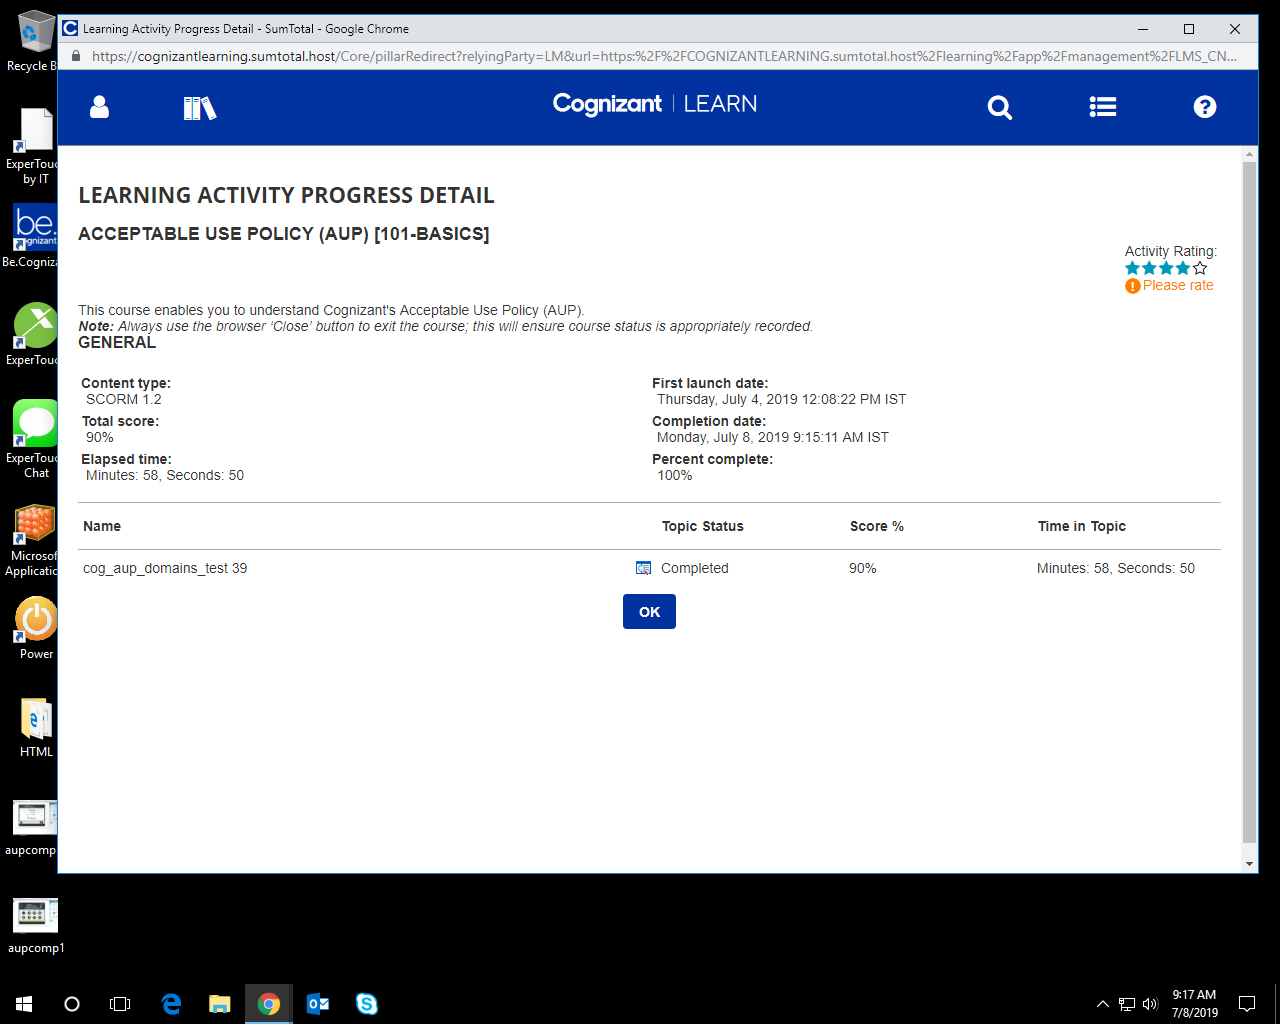 Learning Activity Progress Detail - SumTotal - Google Chrome
https://cognizantlearning.sumtotal.host/Core/pillarRedirect?relyingParty=LM&url=https:%2F%2FCOGNIZANTLEARNING.sumtotal.host%2Flearning%2Fapp%2Fmanagement%2FLMS_CN...
Cognizant | LEARN
LEARNING ACTIVITY PROGRESS DETAIL
ACCEPTABLE USE POLICY (AUP) [101-BASICS]
Activity Rating:
Please rate
This course enables you to understand Cognizant's Acceptable Use Policy (AUP).
Note: Always use the browser ‘Close’ button to exit the course; this will ensure course status is appropriately recorded.
GENERAL
Content type:
SCORM 1.2
First launch date:
Thursday, July 4, 2019 12:08:22 PM IST
Total score:
90%
Completion date:
Monday, July 8, 2019 9:15:11 AM IST
Elapsed time:
Minutes: 58, Seconds: 50
Percent complete:
100%
Name Topic Status Score % Time in Topic
cog_aup_domains_test 39 Completed 90% Minutes: 58, Seconds: 50
OK
Recycle B
ExperTouc
by IT
be.
gnizant
Be.Cogniza
ExperTouc
ExperTouc
Chat
Microsof
Applicatio
Power
HTML
aupcomp
aupcomp1
9:17 AM
7/8/2019